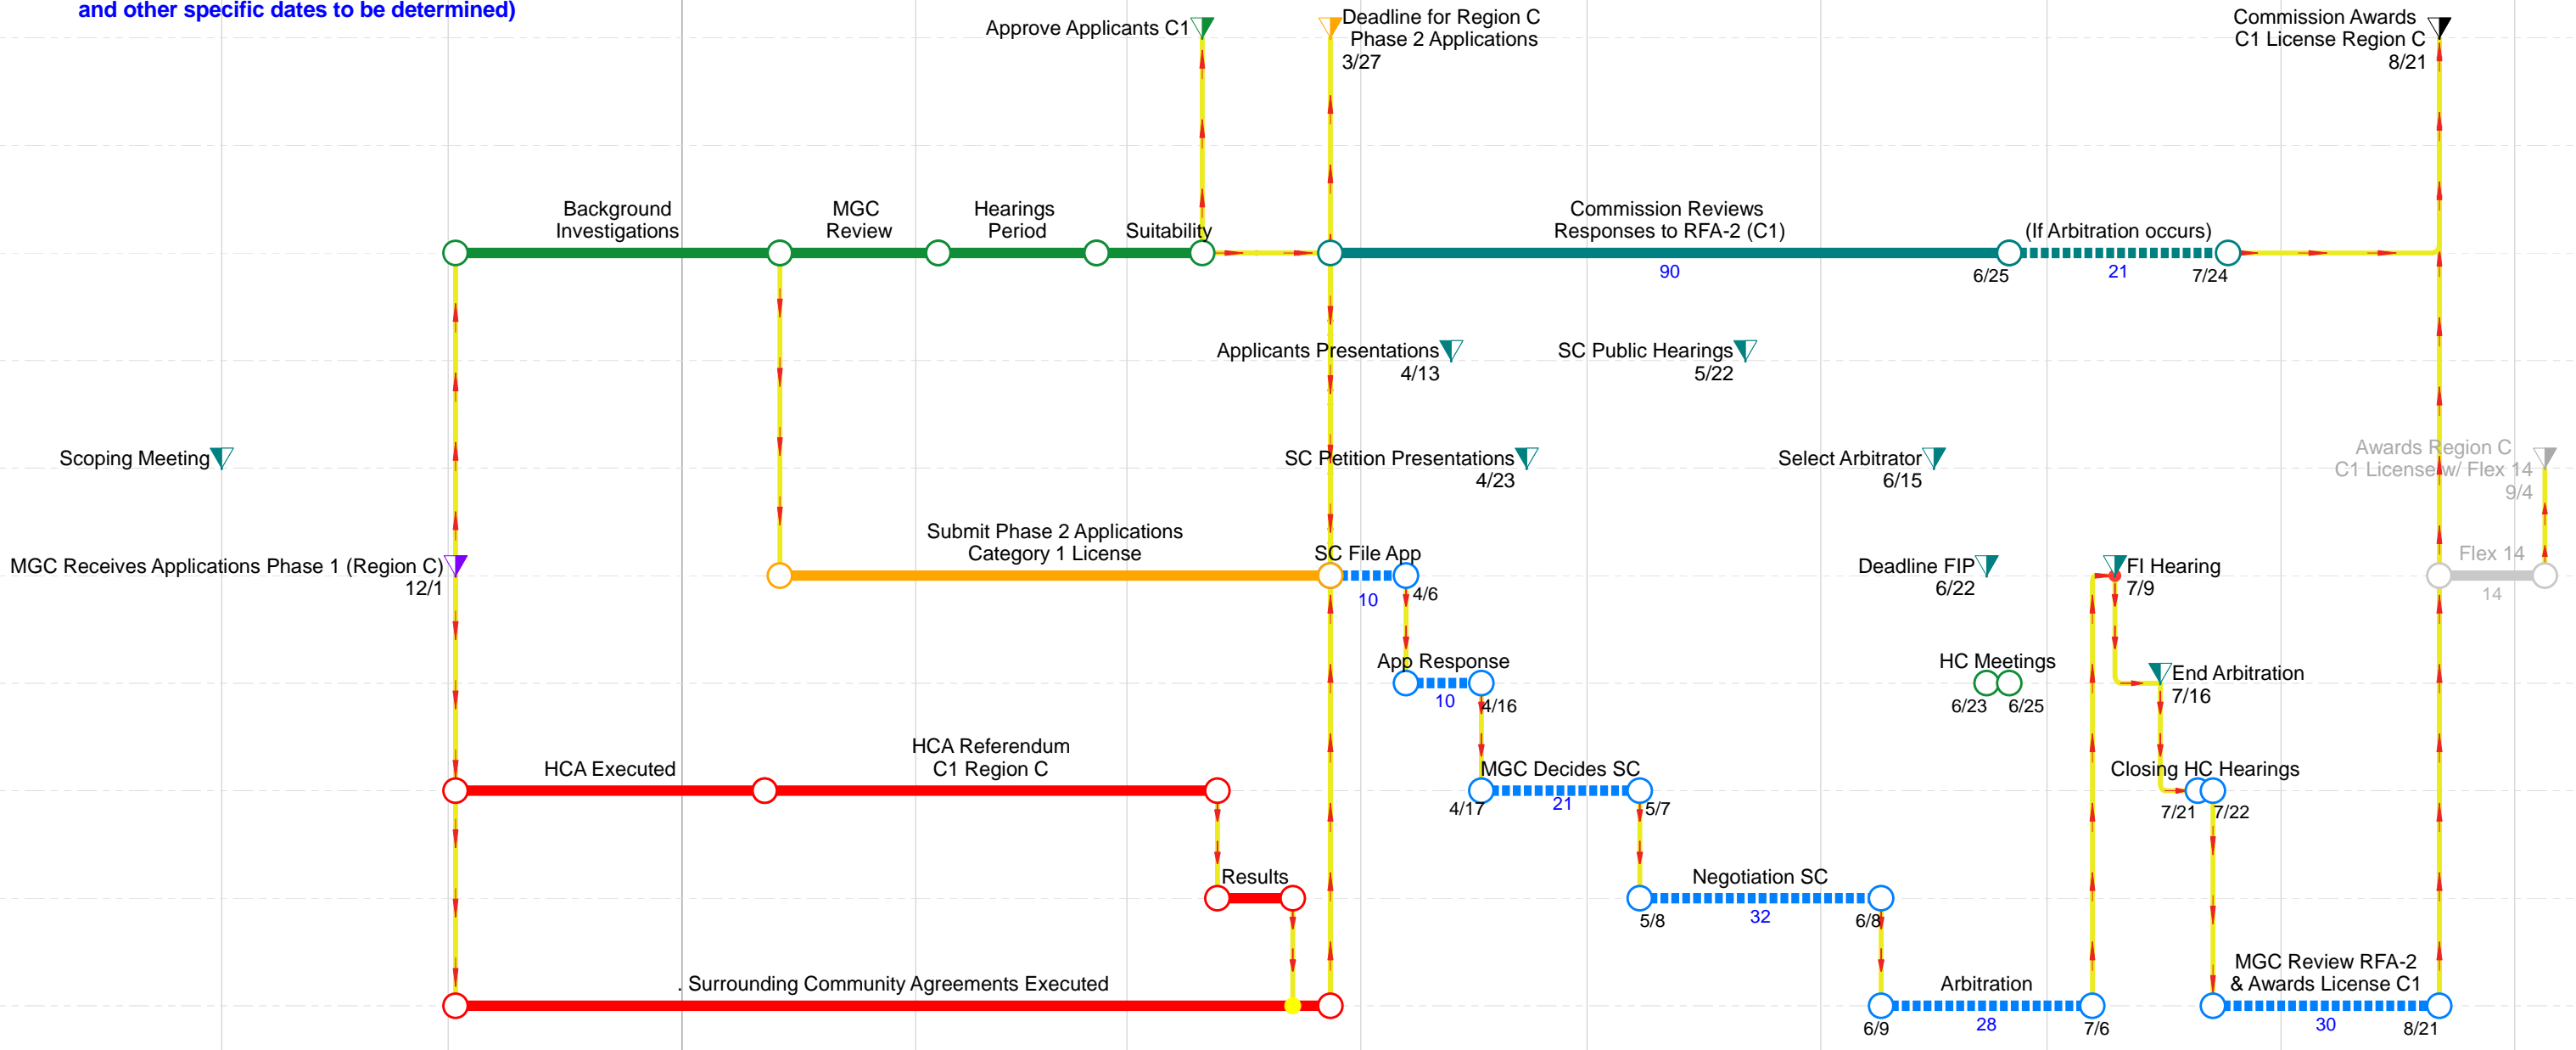 and other specific dates to be determined)
Approve Applicants C1
Deadline for Region C
Phase 2 Applications
3/27
Commission Awards
C1 License Region C
8/21
Background
Investigations
MGC
Review
Hearings
Period
Suitability
Commission Reviews
Responses to RFA-2 (C1)
90
6/25
(If Arbitration occurs)
21
7/24
Applicants Presentations
4/13
SC Public Hearings
5/22
Scoping Meeting
SC Petition Presentations
4/23
Select Arbitrator
6/15
Awards Region C
C1 License w/ Flex 14
9/4
MGC Receives Applications Phase 1 (Region C)
12/1
Submit Phase 2 Applications
Category 1 License
SC File App
10
4/6
Deadline FIP
6/22
FI Hearing
7/9
Flex 14
14
App Response
10
4/16
HC Meetings
6/23
6/25
End Arbitration
7/16
HCA Executed
HCA Referendum
C1 Region C
MGC Decides SC
4/17
21
5/7
Closing HC Hearings
7/21
7/22
Results
Negotiation SC
5/8
32
6/8
. Surrounding Community Agreements Executed
Arbitration
6/9
28
7/6
MGC Review RFA-2
& Awards License C1
30
8/21